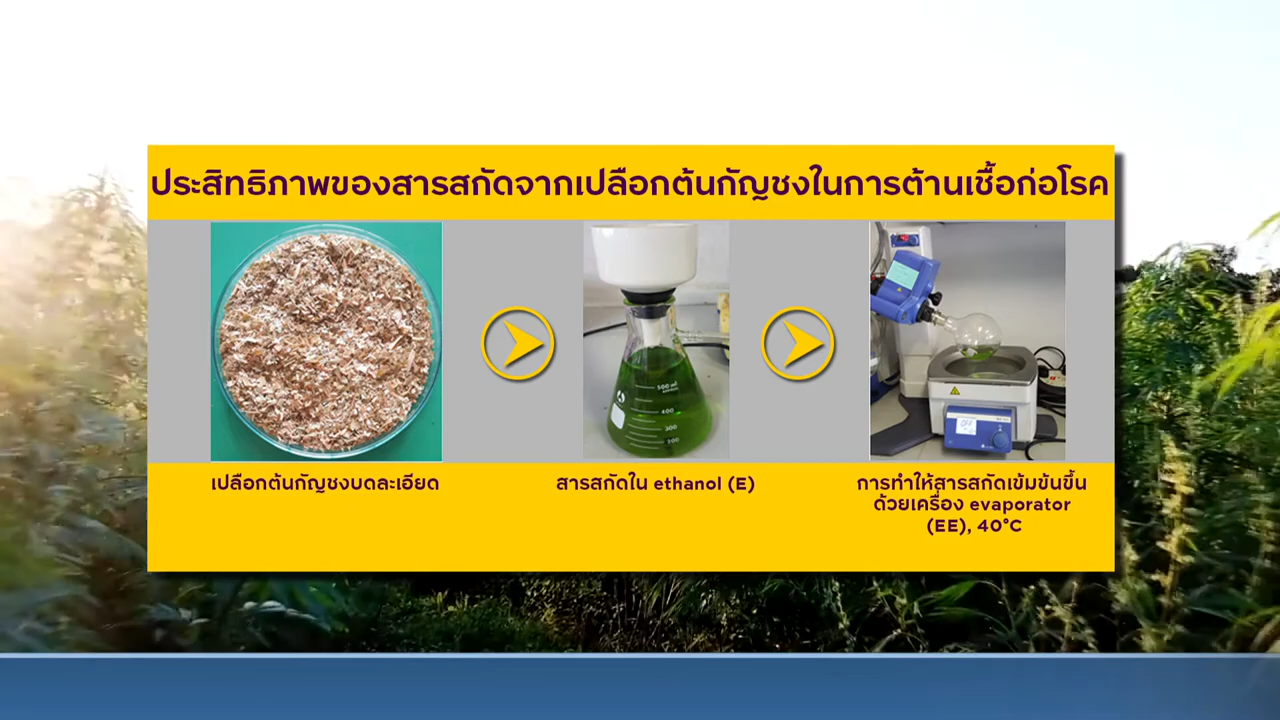 ประสิทธิภาพของสารสกัดจากเปลือกต้นกัญชงในการต้านเชื้อก่อโรค
500 ml
400
300
200
เปลือกต้นกัญชงบดละเอียด
สารสกัดใน ethanol (E)
การทำให้สารสกัดเข้มข้นขึ้น
ด้วยเครื่อง evaporator
(EE), 40°C